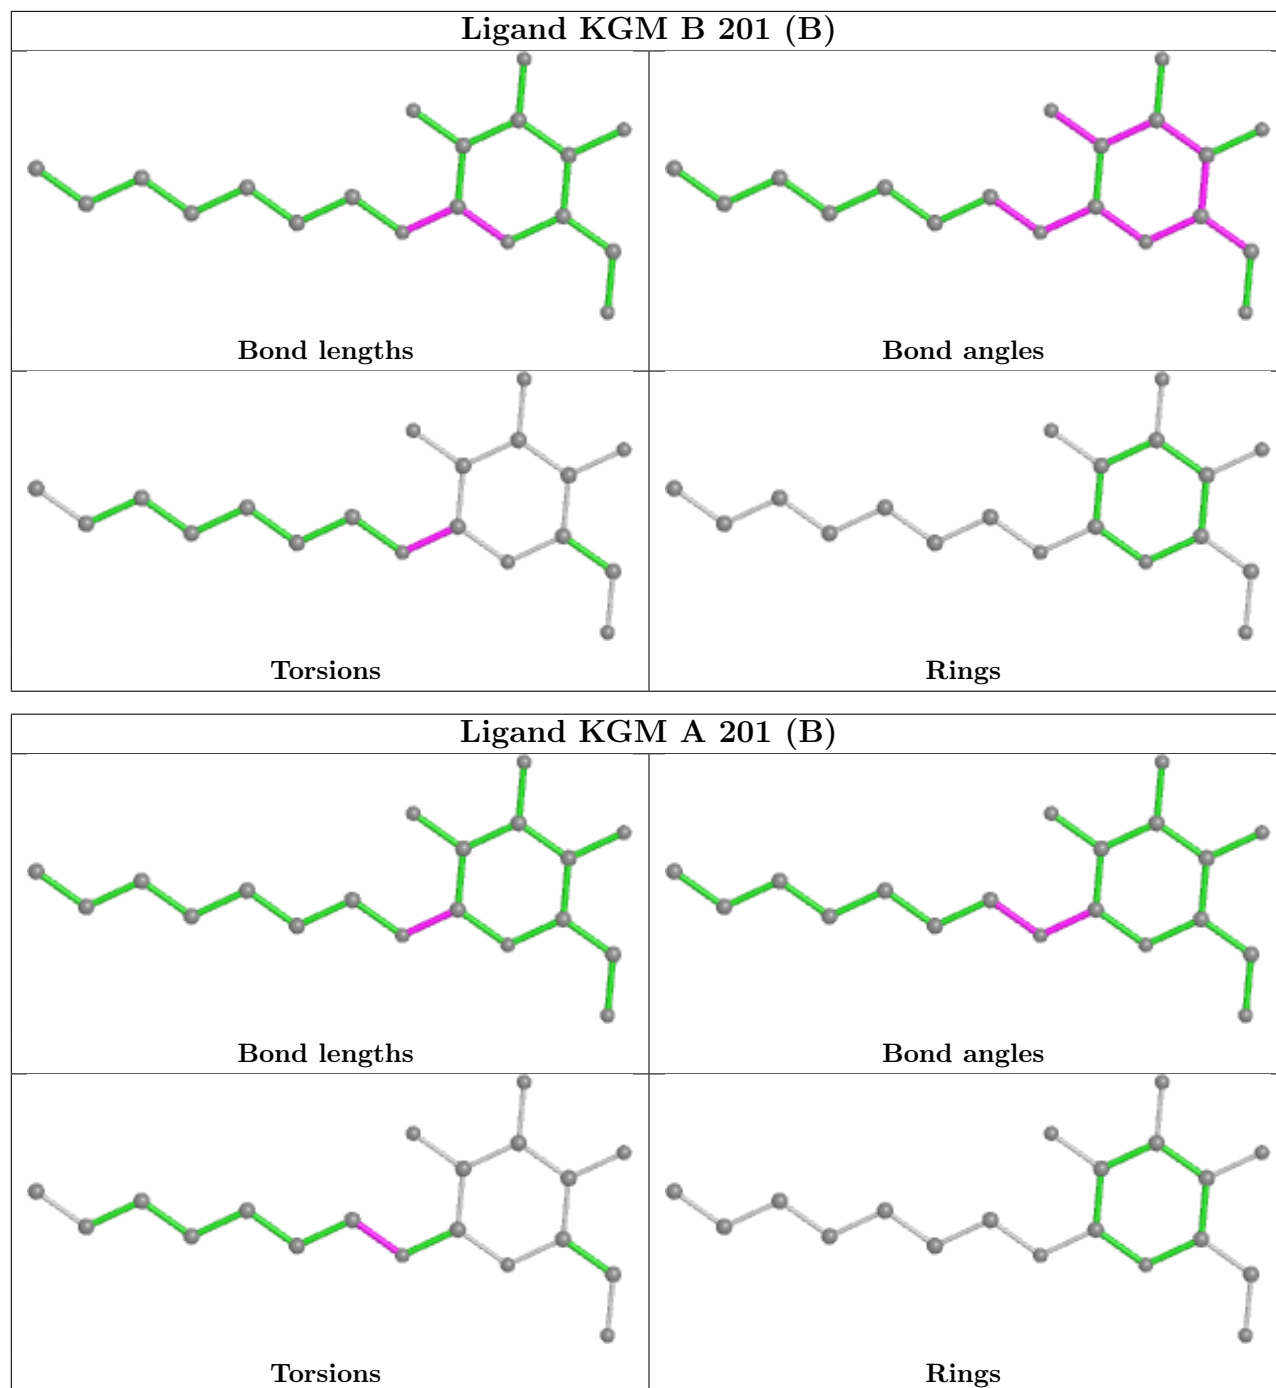 Ligand KGM B 201 (B)
Bond lengths
Bond angles
Torsions
Rings
Ligand KGM A 201 (B)
Bond lengths
Bond angles
Torsions
Rings